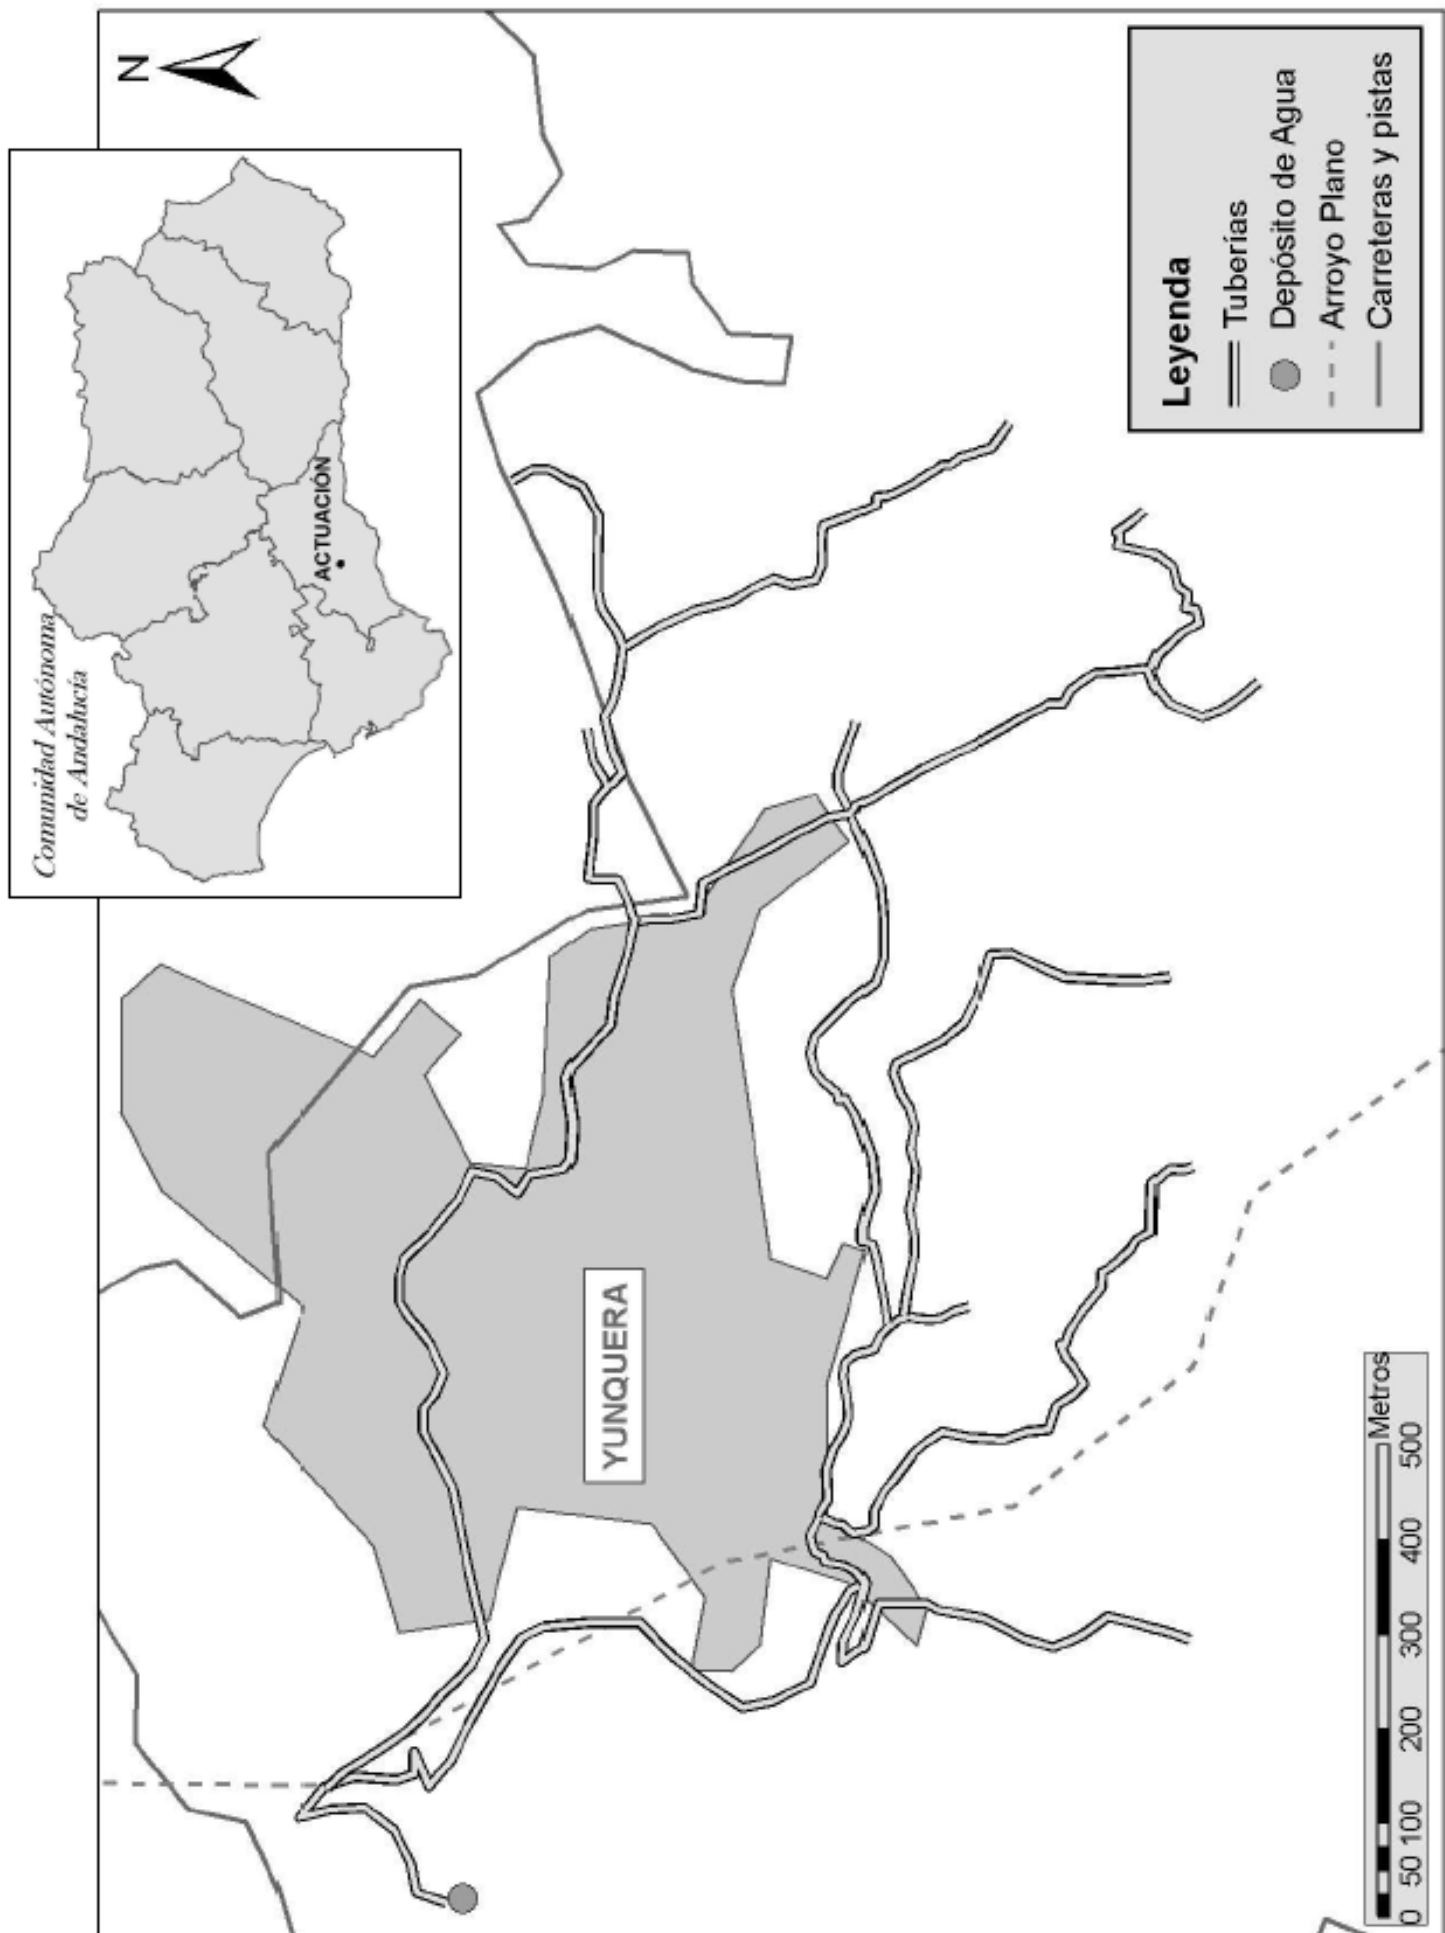 Comunidad Autónoma
de Andalucía
ACTUACIÓN
N
YUNQUERA
Leyenda
Tuberías
Depósito de Agua
Arroyo Plano
Carreteras y pistas
0 50 100 200 300 400 500
Metros